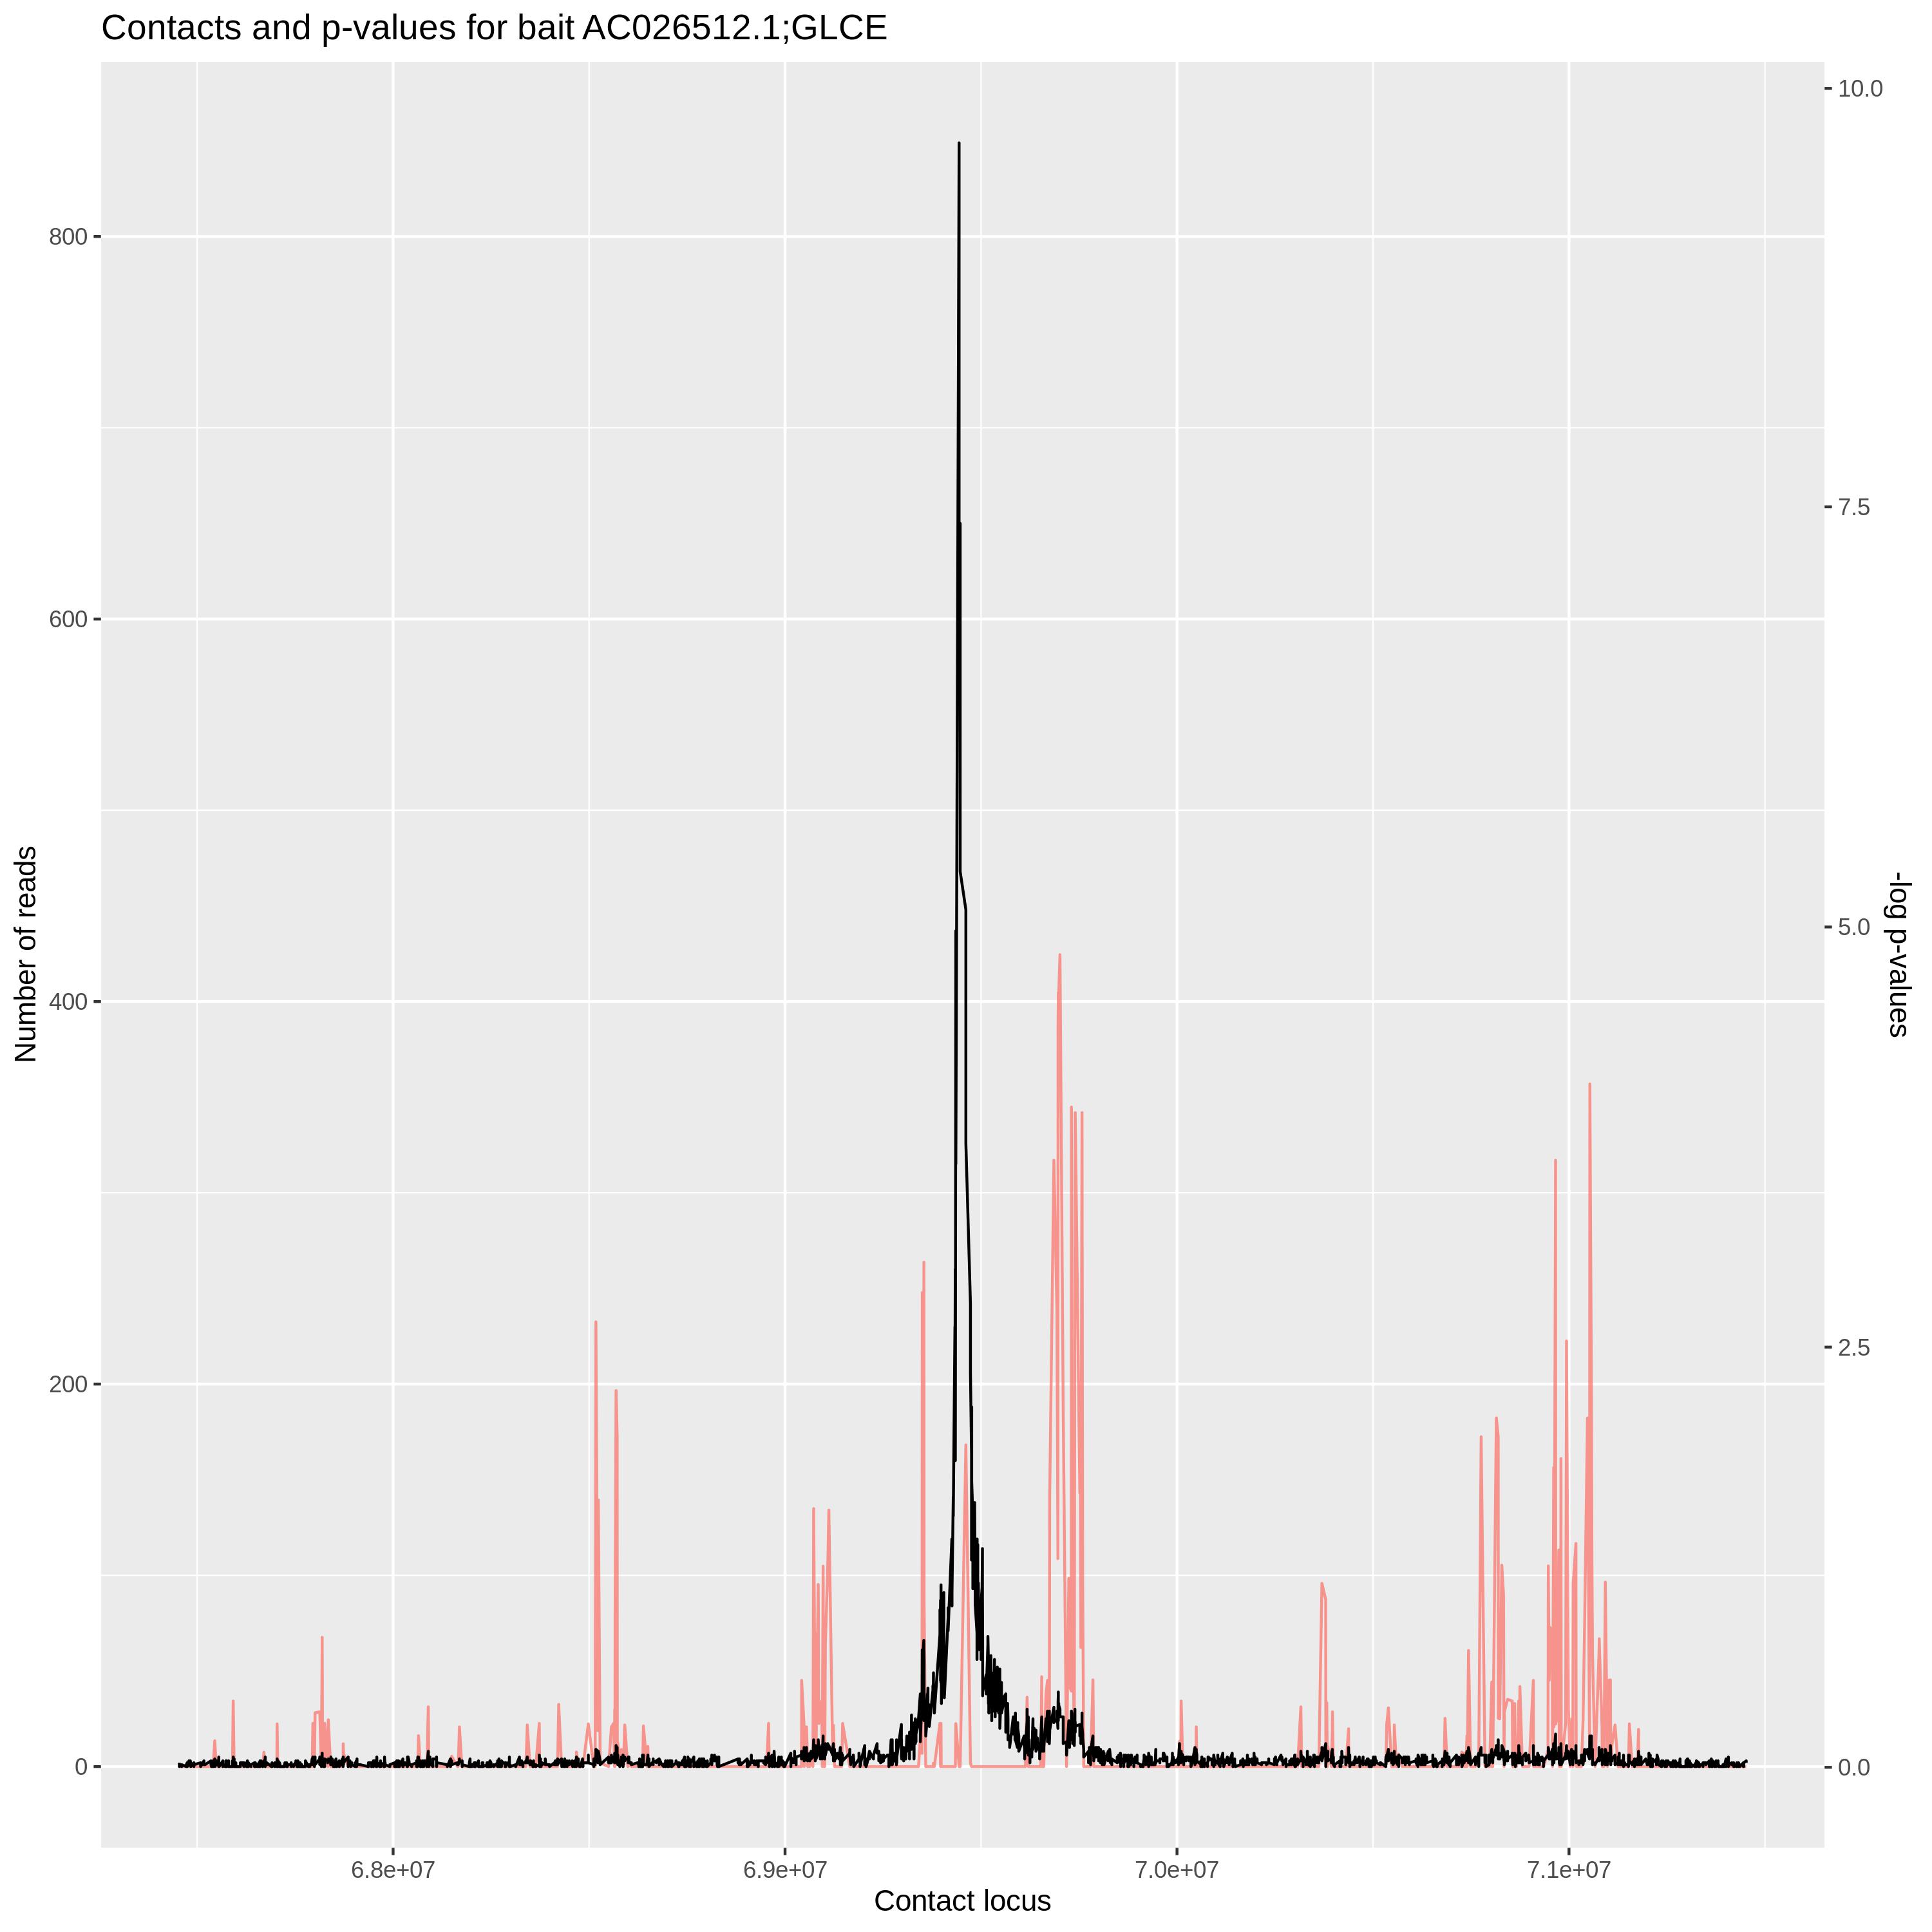 Contacts and p-values for bait AC026512.1;GLCE
10.0
800
7.5
600
Number of reads
-log p-values
5.0
400
2.5
200
0
0.0
6.8e+07 6.9e+07 7.0e+07 7.1e+07
Contact locus